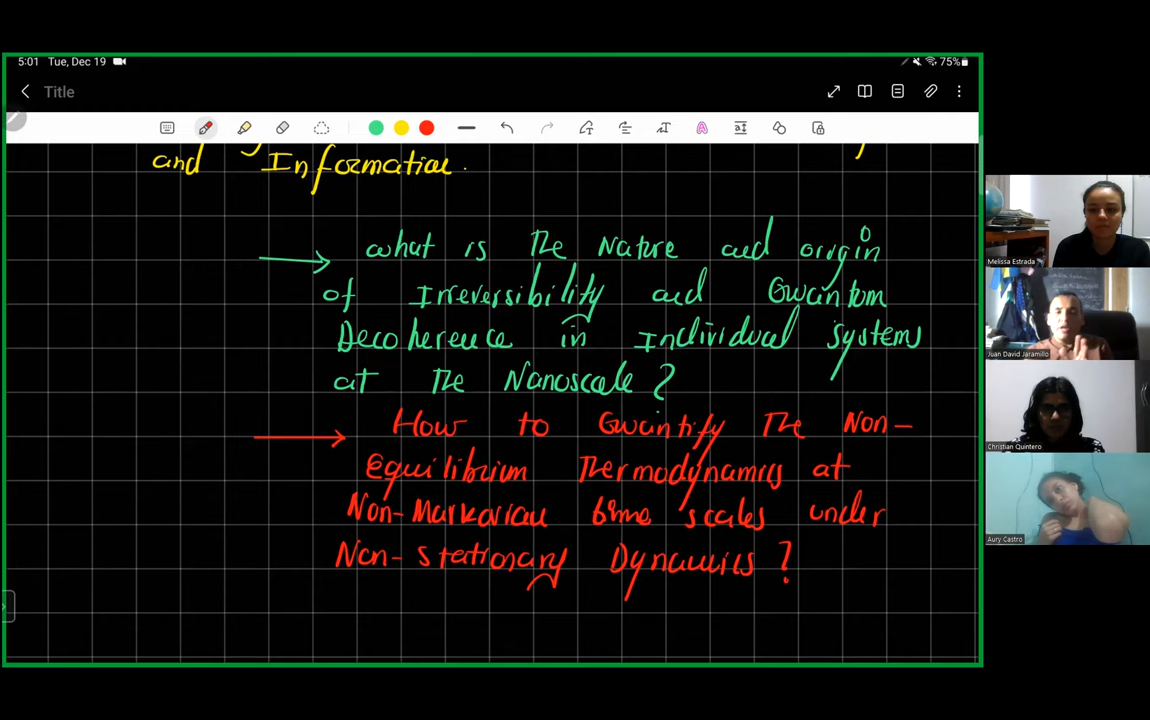 5:01 Tue, Dec 19
75%
Title
and Information.
what is The Nature and origin
of Irreversibility and Quantum
Decoherence in Individual systems
at The Nanoscale?
How to Quantify The Non-
Equilibrium Thermodynamics at
Non-Markovian time scales under
Non-stationary Dynamics?
Melissa Estrada
Juan David Jaramillo
Christian Quintero
Aury Castro